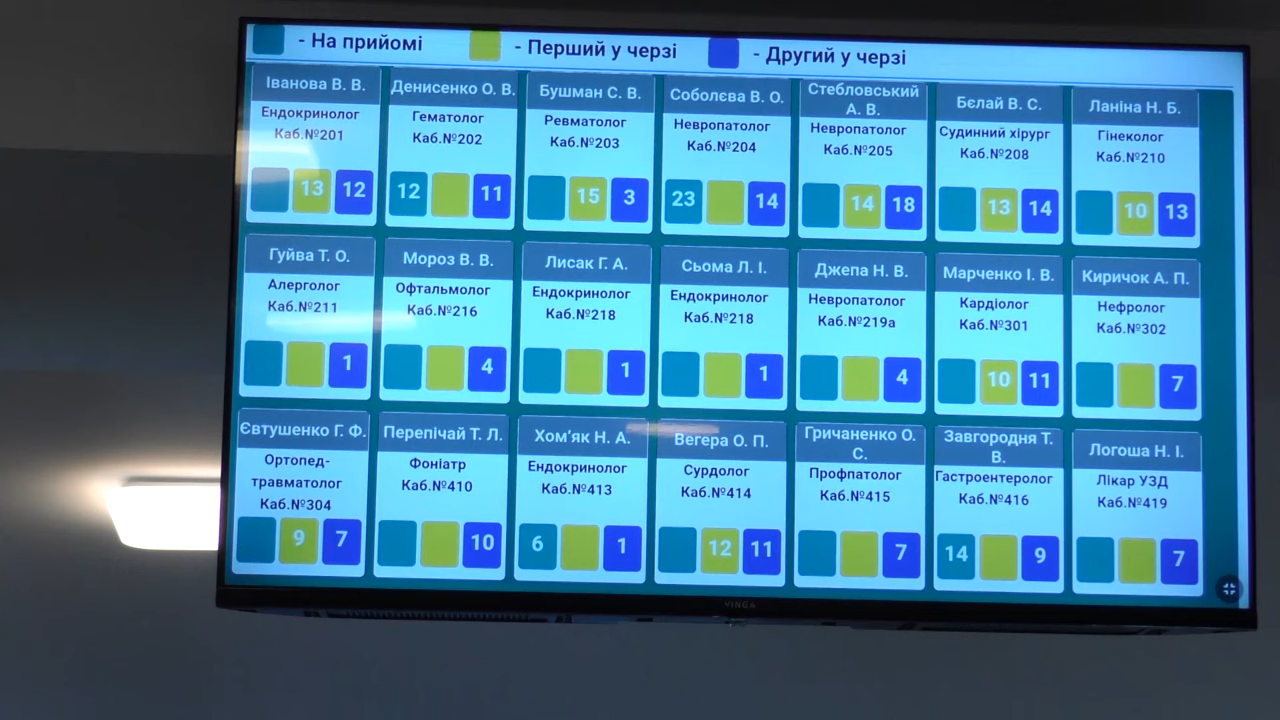 - На прийомі - Перший у черзі - Другий у черзі
Іванова В. В.
Ендокринолог
Каб.№201
13 12
Денисенко О. В.
Гематолог
Каб.№202
12 11
Бушман С. В.
Ревматолог
Каб.№203
15 3
Соболєва В. О.
Невропатолог
Каб.№204
23 14
Стебловський
А. В.
Невропатолог
Каб.№205
14 18
Бєлай В. С.
Судинний хірург
Каб.№208
13 14
Ланіна Н. Б.
Гінеколог
Каб.№210
10 13
Гуйва Т. О.
Алерголог
Каб.№211
1
Мороз В. В.
Офтальмолог
Каб.№216
4
Лисак Г. А.
Ендокринолог
Каб.№218
1
Сьома Л. І.
Ендокринолог
Каб.№218
1
Джепа Н. В.
Невропатолог
Каб.№219а
4
Марченко І. В.
Кардіолог
Каб.№301
10 11
Киричок А. П.
Нефролог
Каб.№302
7
Євтушенко Г. Ф.
Ортопед-
травматолог
Каб.№304
9 7
Перепічай Т. Л.
Фоніатр
Каб.№410
10
Хом’як Н. А.
Ендокринолог
Каб.№413
6 1
Вегера О. П.
Сурдолог
Каб.№414
12 11
Гричаненко О.
С.
Профпатолог
Каб.№415
7
Завгородня Т.
В.
Гастроентеролог
Каб.№416
14 9
Логоша Н. І.
Лікар УЗД
Каб.№419
7
VINGA